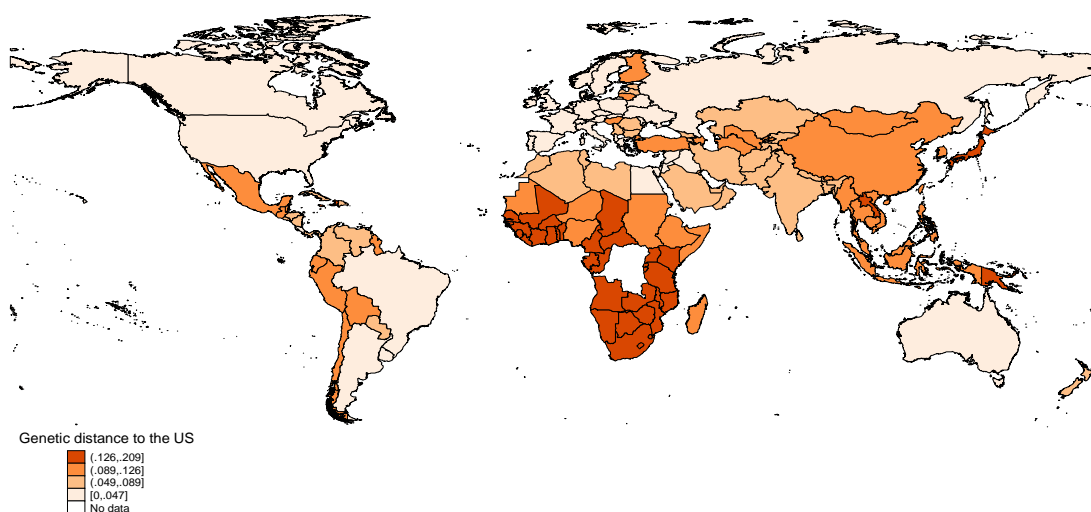 Genetic distance to the US
(.126,.209]
(.089,.126]
(.049,.089]
[0,.047]
No data